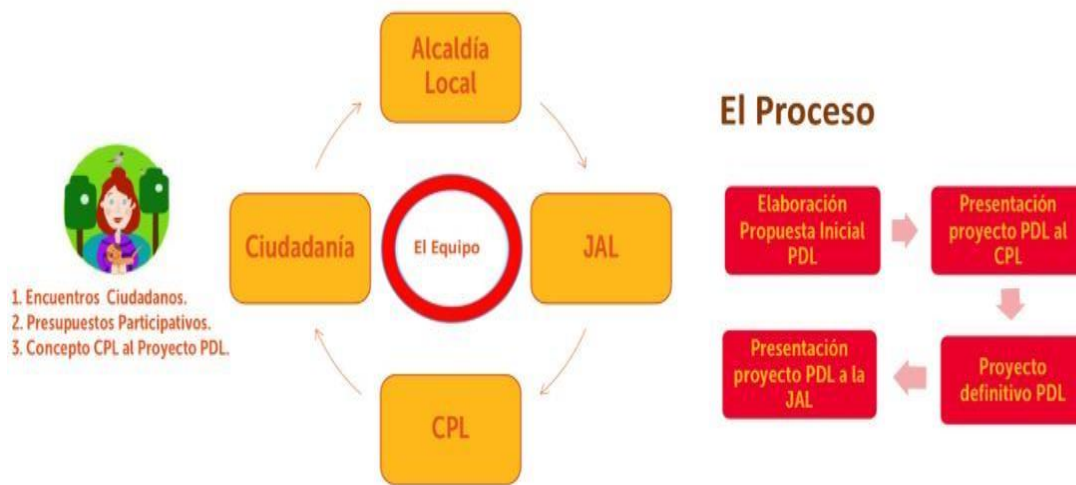 Alcaldía
Local
Ciudadanía
El Equipo
JAL
CPL
1. Encuentros Ciudadanos.
2. Presupuestos Participativos.
3. Concepto CPL al Proyecto PDL.
El Proceso
Elaboración
Propuesta Inicial
PDL
Presentación
proyecto PDL al
CPL
Proyecto
definitivo PDL
Presentación
proyecto PDL a la
JAL